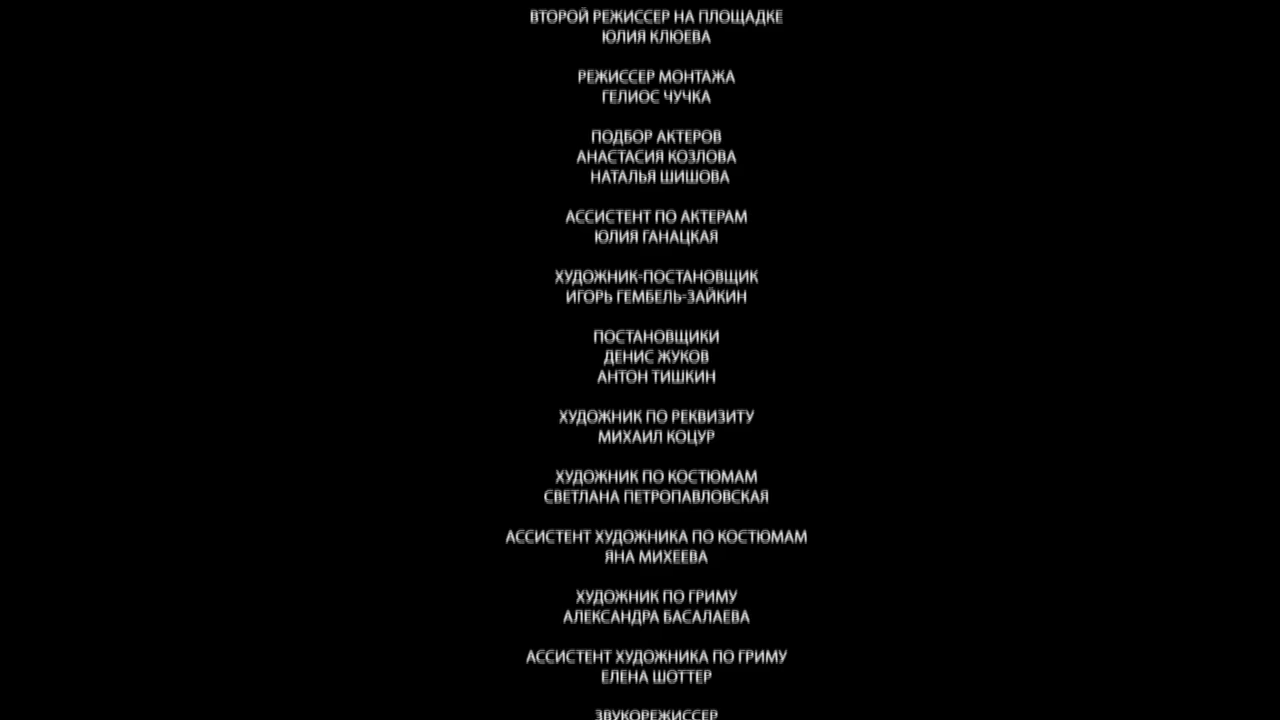 ВТОРОЙ РЕЖИССЕР НА ПЛОЩАДКЕ
ЮЛИЯ КЛЮЕВА
РЕЖИССЕР МОНТАЖА
ГЕЛИОС ЧУЧКА
ПОДБОР АКТЕРОВ
АНАСТАСИЯ КОЗЛОВА
НАТАЛЬЯ ШИШОВА
АССИСТЕНТ ПО АКТЕРАМ
ЮЛИЯ ГАНАЦКАЯ
ХУДОЖНИК-ПОСТАНОВЩИК
ИГОРЬ ГЕМБЕЛЬ-ЗАЙКИН
ПОСТАНОВЩИКИ
ДЕНИС ЖУКОВ
АНТОН ТИШКИН
ХУДОЖНИК ПО РЕКВИЗИТУ
МИХАИЛ КОЦУР
ХУДОЖНИК ПО КОСТЮМАМ
СВЕТЛАНА ПЕТРОПАВЛОВСКАЯ
АССИСТЕНТ ХУДОЖНИКА ПО КОСТЮМАМ
ЯНА МИХЕЕВА
ХУДОЖНИК ПО ГРИМУ
АЛЕКСАНДРА БАСАЛАЕВА
АССИСТЕНТ ХУДОЖНИКА ПО ГРИМУ
ЕЛЕНА ШОТТЕР
ЗВУКОРЕЖИССЕР